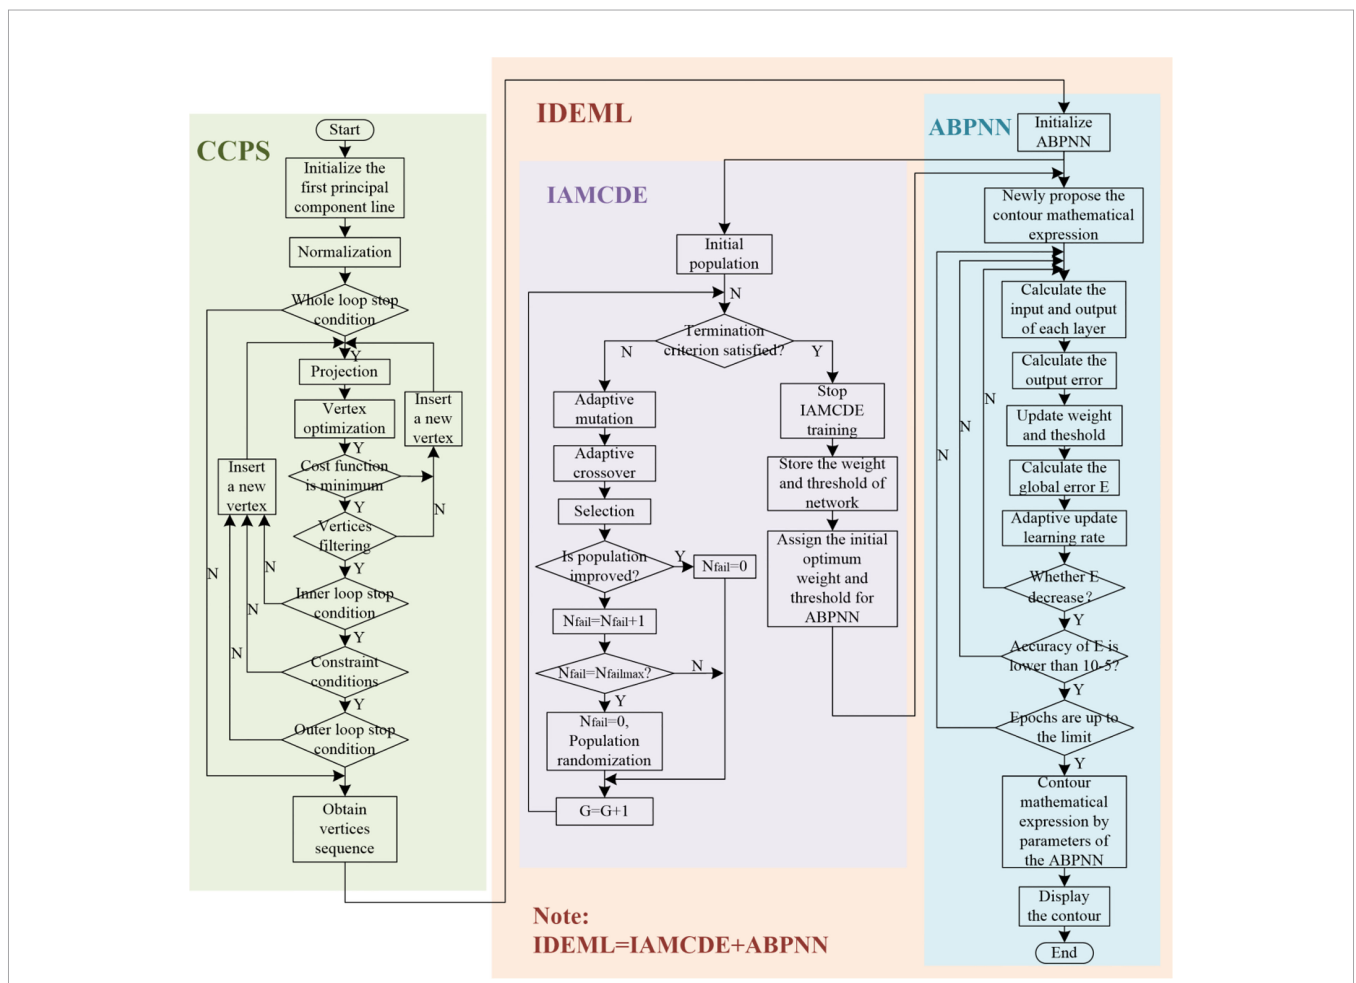 CCPS
Start
Initialize the
first principal
component line
Normalization
Whole loop stop
condition
Y
Projection
Vertex
optimization
Y
Insert
a new
vertex
Cost function
is minimum
Y
Insert
a new
vertex
Vertices
filtering
N
Y
Inner loop stop
condition
N
N
Y
N
Constraint
conditions
N
Y
Outer loop stop
condition
Obtain
vertices
sequence
IDEML
IAMCDE
Initial
population
N
Termination
criterion satisfied?
N
Y
Adaptive
mutation
Adaptive
crossover
Selection
Is population
improved?
Y
Nfail=0
Nfail=Nfail+1
Nfail=Nfailmax?
N
Y
Nfail=0,
Population
randomization
G=G+1
Stop
IAMCDE
training
Store the weight
and threshold of
network
Assign the initial
optimum
weight and
threshold for
ABPNN
ABPNN
Initialize
ABPNN
Newly propose the
contour mathematical
expression
Calculate the
input and output
of each layer
Calculate the
output error
N
Update weight
and theshold
N
N
Calculate the
global error E
Adaptive update
learning rate
Whether E
decrease?
Y
Accuracy of E is
lower than 10-5?
Y
Epochs are up to
the limit
Y
Contour
mathematical
expression by
parameters of
the ABPNN
Display
the contour
End
Note:
IDEML=IAMCDE+ABPNN